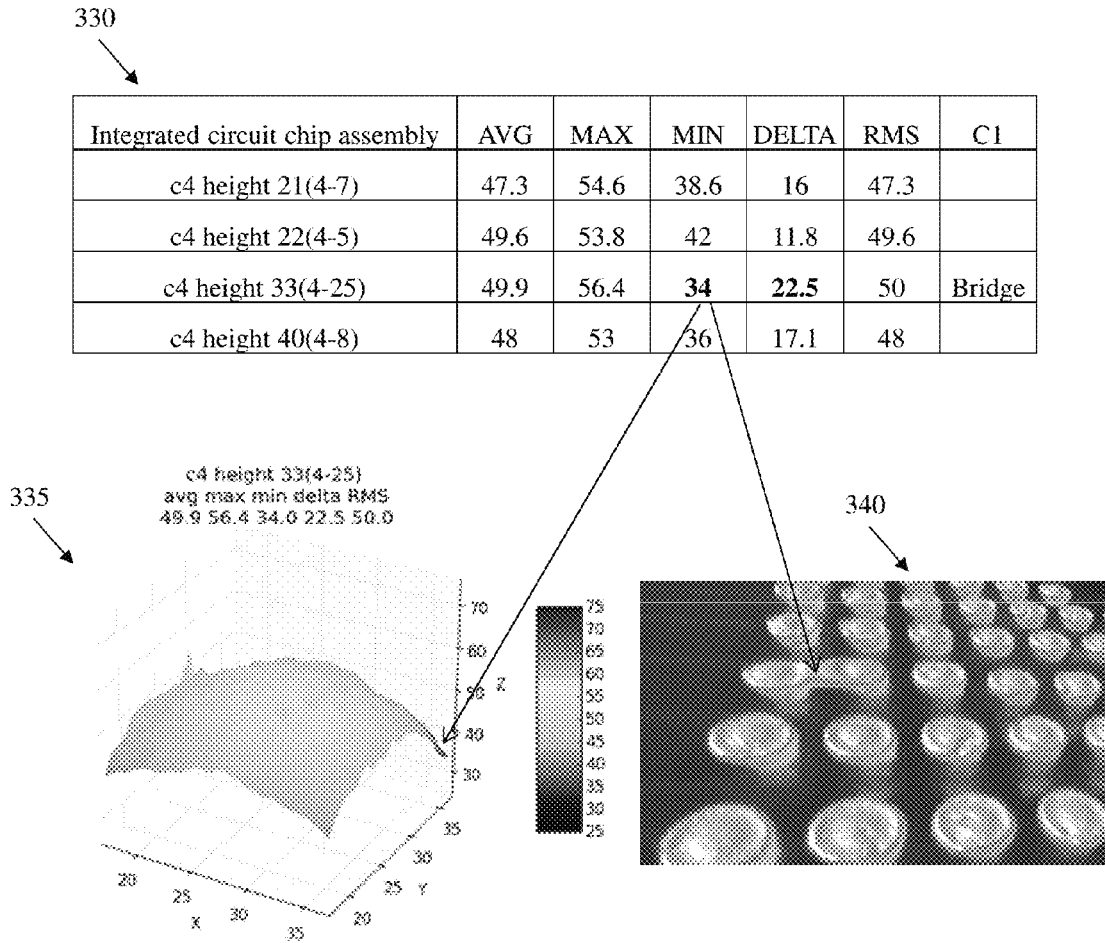 330
Integrated circuit chip assembly AVG MAX MIN DELTA RMS C1
c4 height 21(4-7) 47.3 54.6 38.6 16 47.3
c4 height 22(4-5) 49.6 53.8 42 11.8 49.6
c4 height 33(4-25) 49.9 56.4 34 22.5 50 Bridge
c4 height 40(4-8) 48 53 36 17.1 48
335
c4 height 33(4-25)
avg max min delta RMS
49.9 56.4 34.0 22.5 50.0
70
60
50 Z
40
30
35
30
25 Y
20
20
25
X 30
35
75
70
65
60
55
50
45
40
35
30
25
340